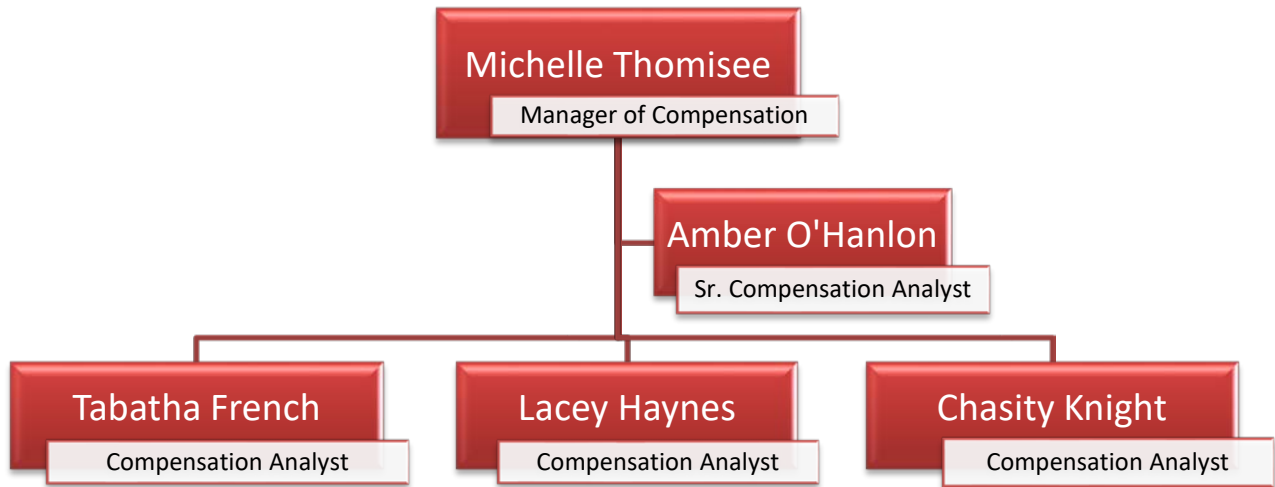 Michelle Thomisee
Manager of Compensation
Amber O'Hanlon
Sr. Compensation Analyst
Tabatha French
Compensation Analyst
Lacey Haynes
Compensation Analyst
Chasity Knight
Compensation Analyst